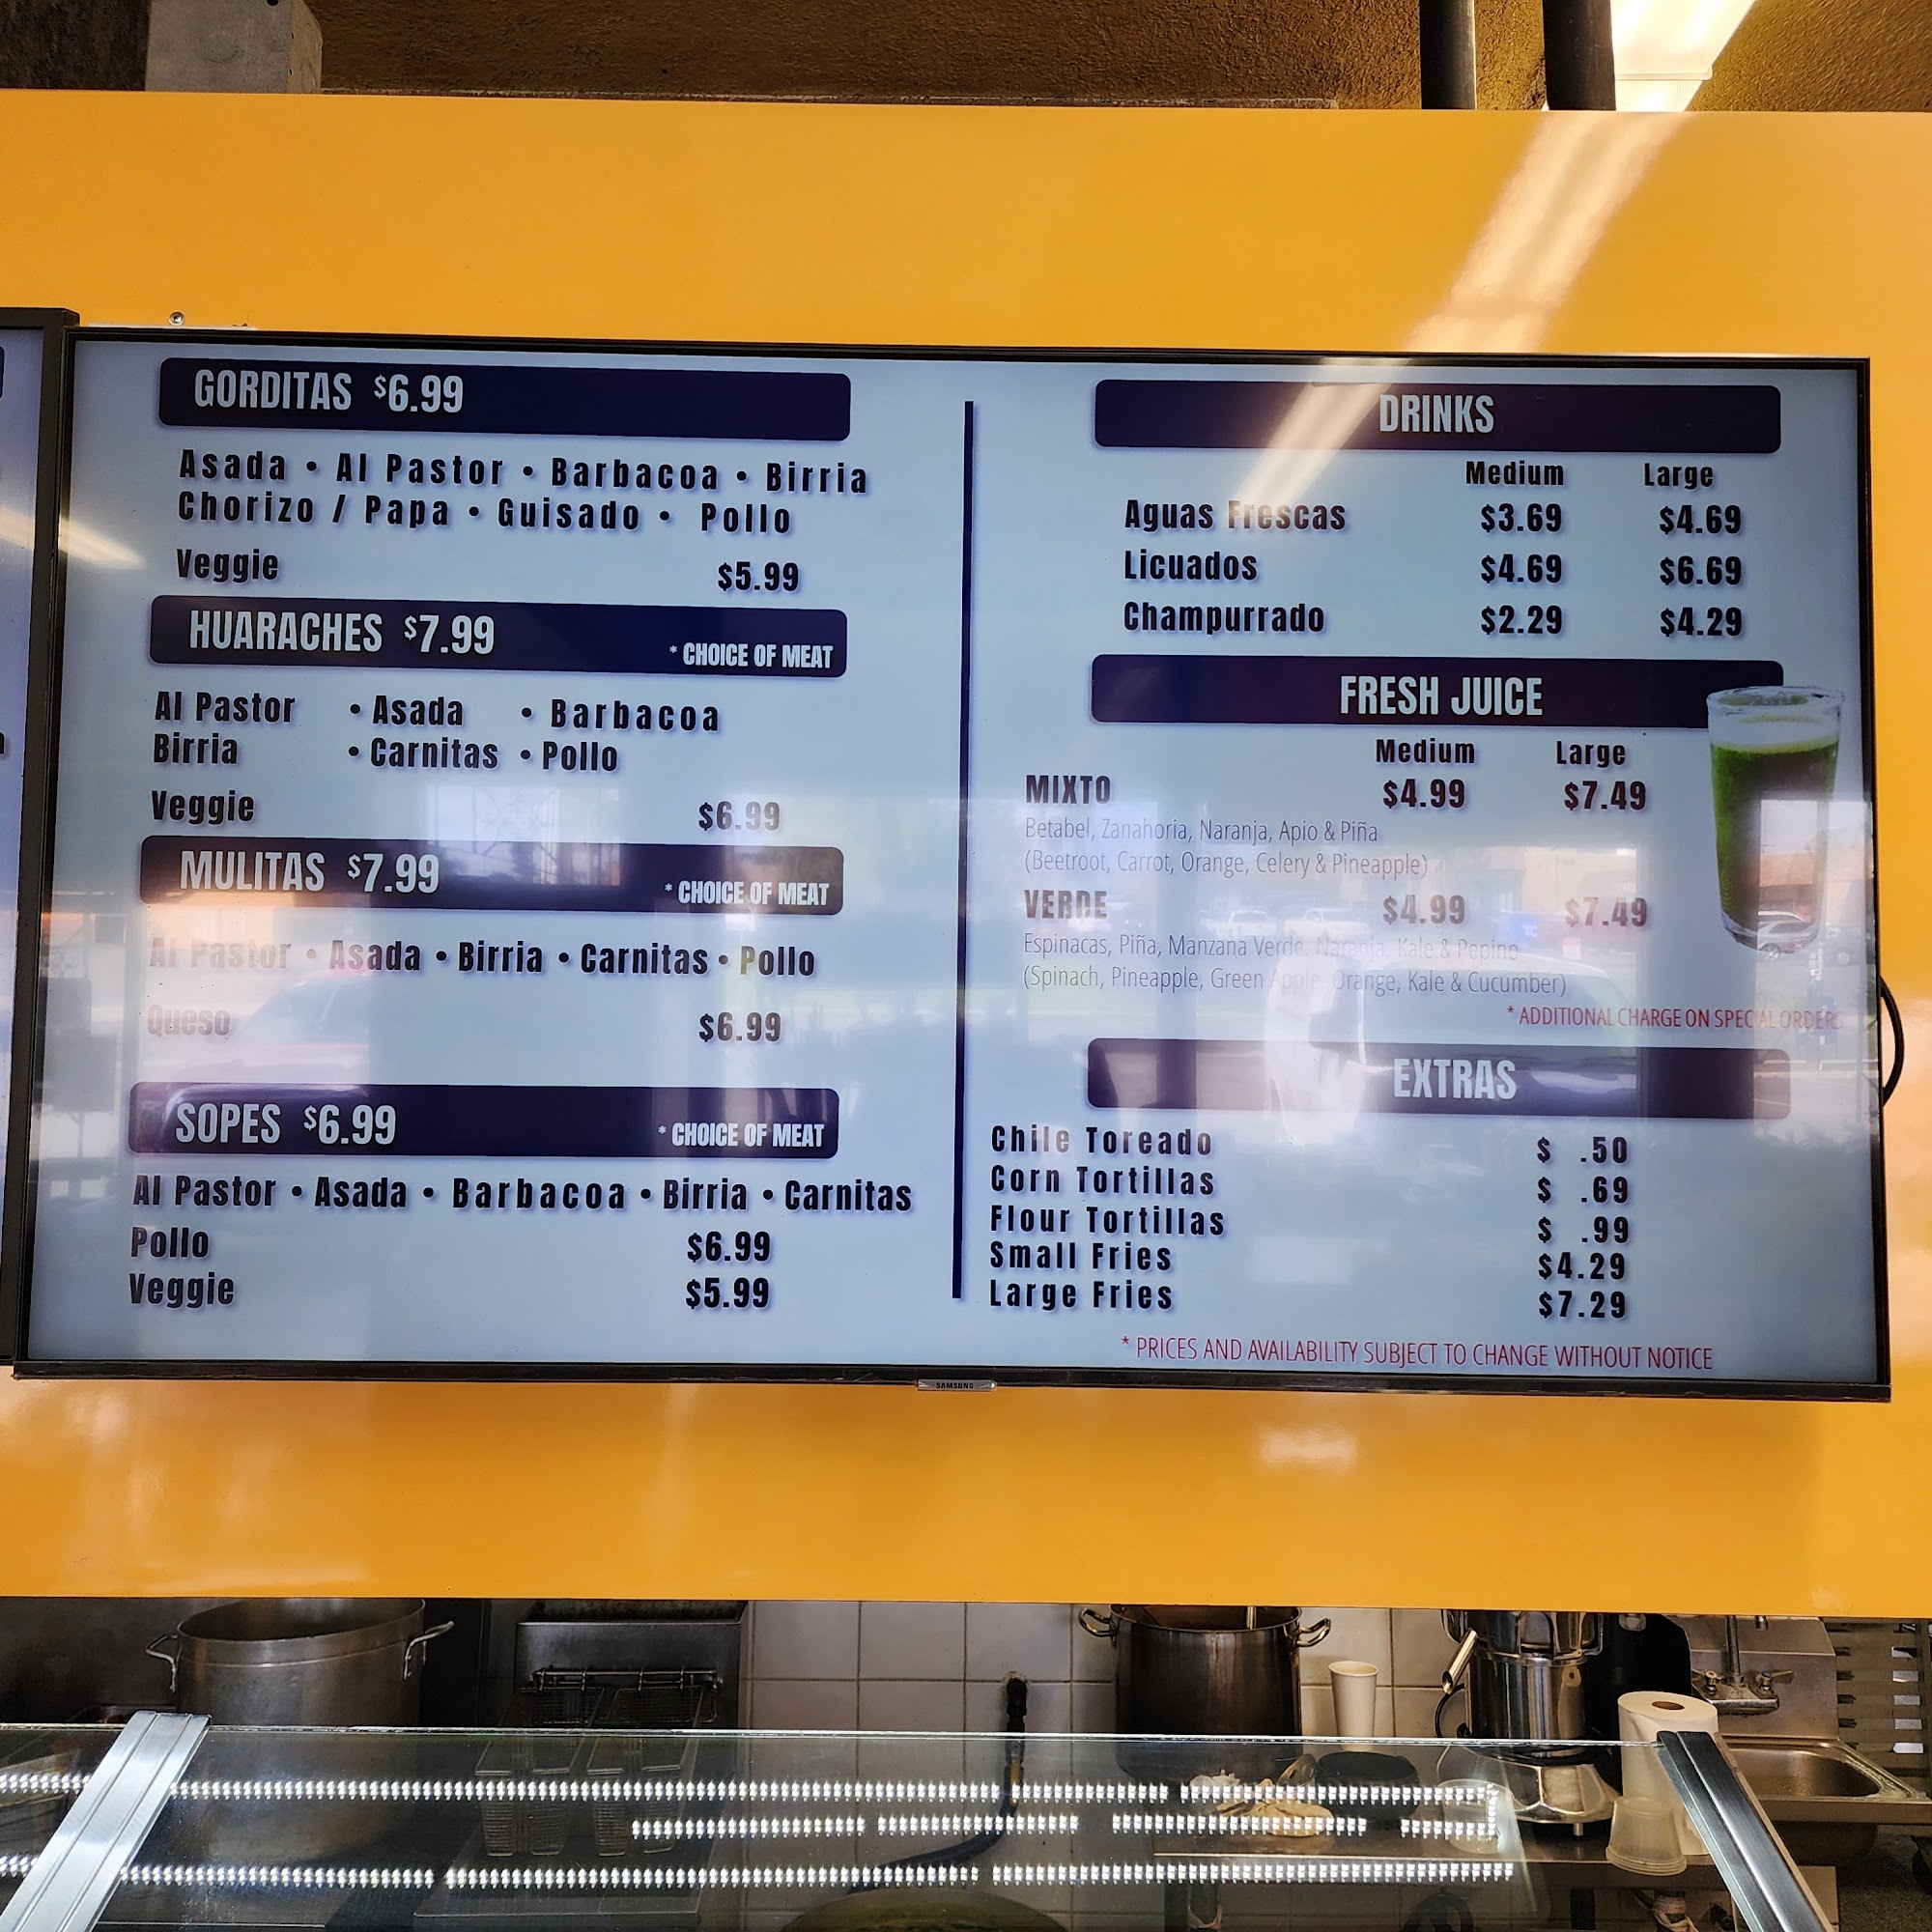 GORDITAS $6.99
Asada • Al Pastor • Barbacoa • Birria
Chorizo / Papa • Guisado • Pollo
Veggie $5.99
HUARACHES $7.99 * CHOICE OF MEAT
Al Pastor • Asada • Barbacoa
Birria • Carnitas • Pollo
Veggie $6.99
MULITAS $7.99 * CHOICE OF MEAT
Al Pastor • Asada • Birria • Carnitas • Pollo
Queso $6.99
SOPES $6.99 * CHOICE OF MEAT
Al Pastor • Asada • Barbacoa • Birria • Carnitas
Pollo $6.99
Veggie $5.99
DRINKS
Medium Large
Aguas Frescas $3.69 $4.69
Licuados $4.69 $6.69
Champurrado $2.29 $4.29
FRESH JUICE
Medium Large
MIXTO $4.99 $7.49
Betabel, Zanahoria, Naranja, Apio & Piña
(Beetroot, Carrot, Orange, Celery & Pineapple)
VERDE $4.99 $7.49
Espinacas, Piña, Manzana Verde, Naranja, Kale & Pepino
(Spinach, Pineapple, Green Apple, Orange, Kale & Cucumber)
* ADDITIONAL CHARGE ON SPECIAL ORDERS
EXTRAS
Chile Toreado $ .50
Corn Tortillas $ .69
Flour Tortillas $ .99
Small Fries $4.29
Large Fries $7.29
* PRICES AND AVAILABILITY SUBJECT TO CHANGE WITHOUT NOTICE
SAMSUNG